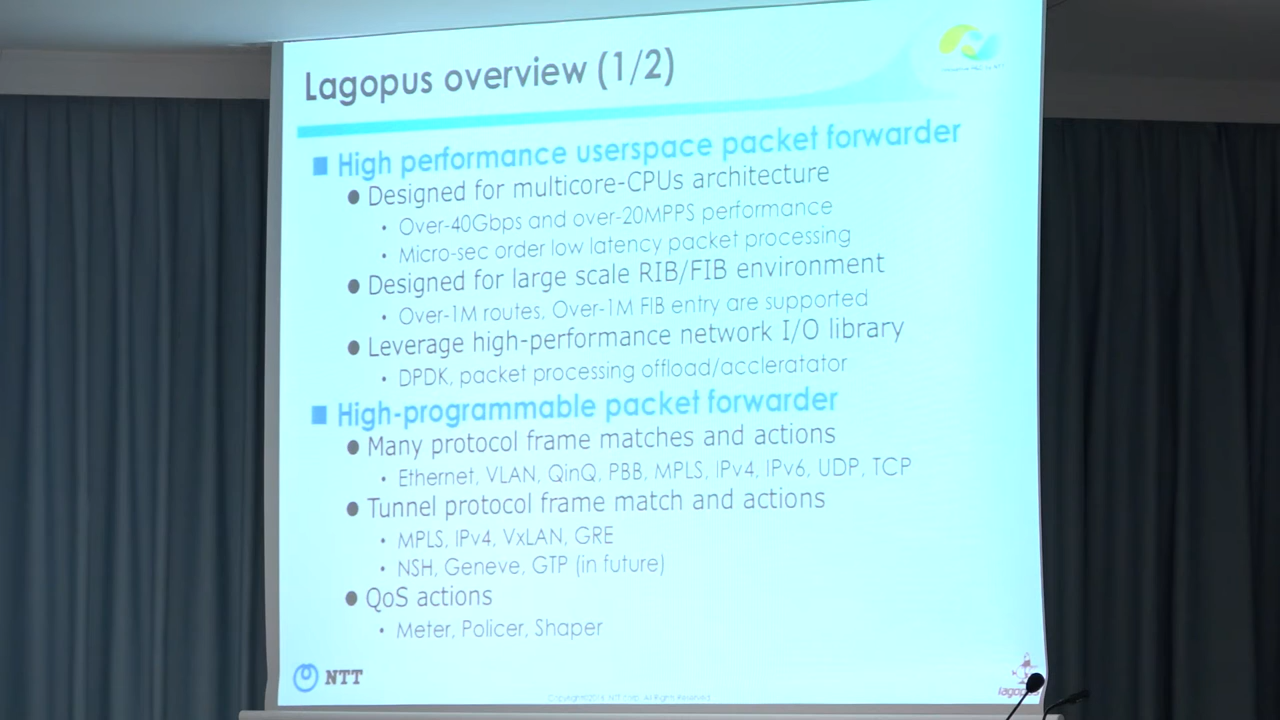 Lagopus overview (1/2)
■ High performance userspace packet forwarder
● Designed for multicore-CPUs architecture
• Over-40Gbps and over-20MPPS performance
• Micro-sec order low latency packet processing
● Designed for large scale RIB/FIB environment
• Over-1M routes, Over-1M FIB entry are supported
● Leverage high-performance network I/O library
• DPDK, packet processing offload/accleratator
■ High-programmable packet forwarder
● Many protocol frame matches and actions
• Ethernet, VLAN, QinQ, PBB, MPLS, IPv4, IPv6, UDP, TCP
● Tunnel protocol frame match and actions
• MPLS, IPv4, VxLAN, GRE
• NSH, Geneve, GTP (in future)
● QoS actions
• Meter, Policer, Shaper
NTT